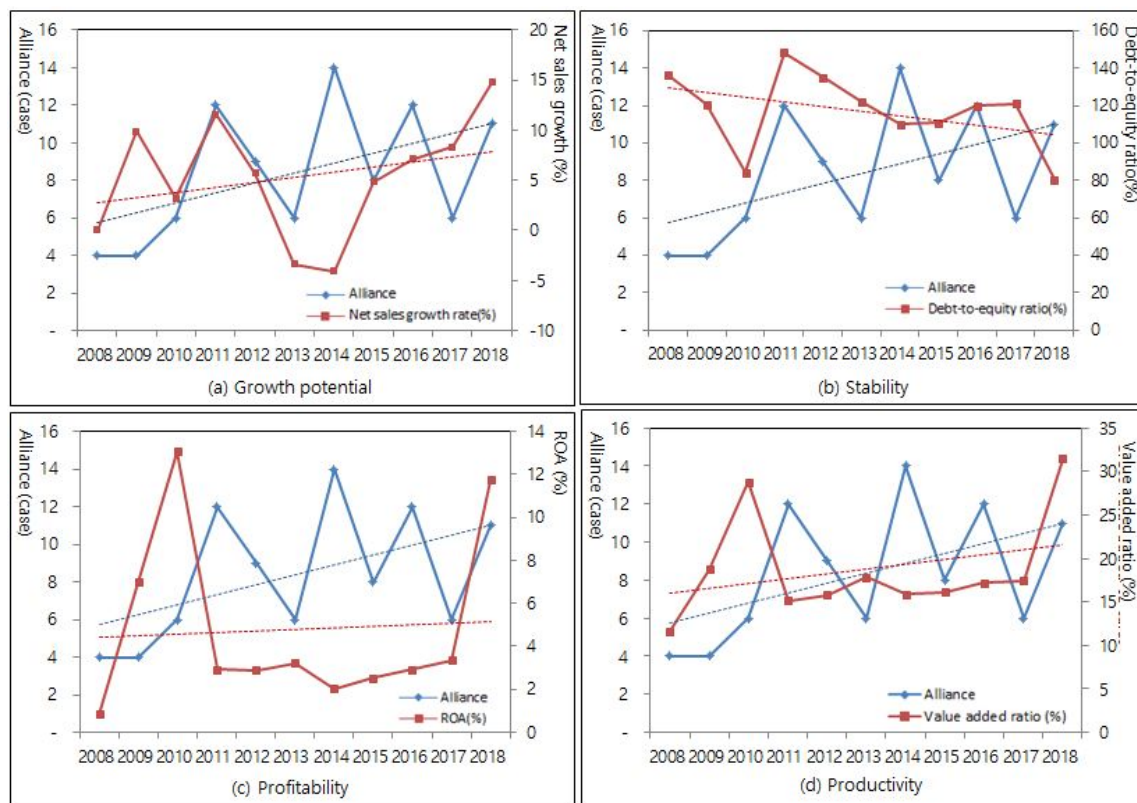 Alliance (case)
16
14
12
10
8
6
4
2
-
20
15
10
5
0
-5
-10
Net sales growth (%)
Alliance
Net sales growth rate(%)
2008 2009 2010 2011 2012 2013 2014 2015 2016 2017 2018
(a) Growth potential
Alliance (case)
16
14
12
10
8
6
4
2
-
160
140
120
100
80
60
40
20
0
Debt-to-equity ratio(%)
Alliance
Debt-to-equity ratio(%)
2008 2009 2010 2011 2012 2013 2014 2015 2016 2017 2018
(b) Stability
Alliance (case)
16
14
12
10
8
6
4
2
-
14
12
10
8
6
4
2
0
ROA (%)
Alliance
ROA(%)
2008 2009 2010 2011 2012 2013 2014 2015 2016 2017 2018
(c) Profitability
Alliance (case)
16
14
12
10
8
6
4
2
-
35
30
25
20
15
10
5
0
Value added ratio (%)
Alliance
Value added ratio (%)
2008 2009 2010 2011 2012 2013 2014 2015 2016 2017 2018
(d) Productivity